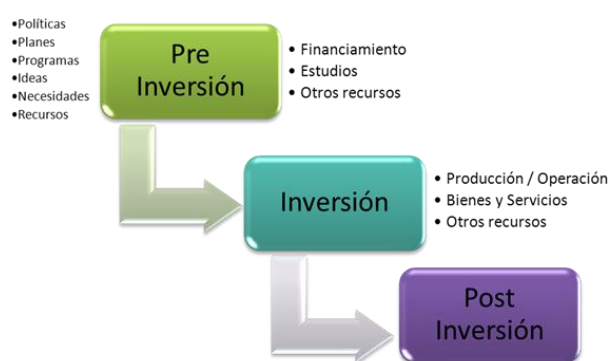 •Políticas
•Planes
•Programas
•Ideas
•Necesidades
•Recursos
Pre
Inversión
• Financiamiento
• Estudios
• Otros recursos
Inversión
• Producción / Operación
• Bienes y Servicios
• Otros recursos
Post
Inversión